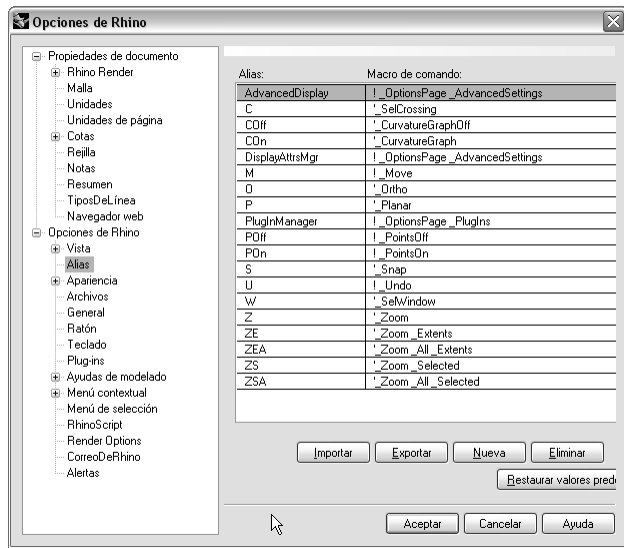 Opciones de Rhino
Propiedades de documento
Rhino Render
Malla
Unidades
Unidades de página
Cotas
Rejilla
Notas
Resumen
TiposDeLínea
Navegador web
Opciones de Rhino
Vista
Alias
Apariencia
Archivos
General
Ratón
Teclado
Plug-ins
Ayudas de modelado
Menú contextual
Menú de selección
RhinoScript
Render Options
CorreoDeRhino
Alertas
Alias: Macro de comando:
AdvancedDisplay ! _OptionsPage _AdvancedSettings
C '_SelCrossing
COff '_CurvatureGraphOff
COn '_CurvatureGraph
DisplayAttrsMgr ! _OptionsPage _AdvancedSettings
M ! _Move
O '_Ortho
P '_Planar
PlugInManager ! _OptionsPage _PlugIns
POff ! _PointsOff
POn ! _PointsOn
S '_Snap
U ! _Undo
W '_SelWindow
Z '_Zoom
ZE '_Zoom _Extents
ZEA '_Zoom _All _Extents
ZS '_Zoom _Selected
ZSA '_Zoom _All _Selected
Importar Exportar Nueva Eliminar
Restaurar valores pred
Aceptar Cancelar Ayuda